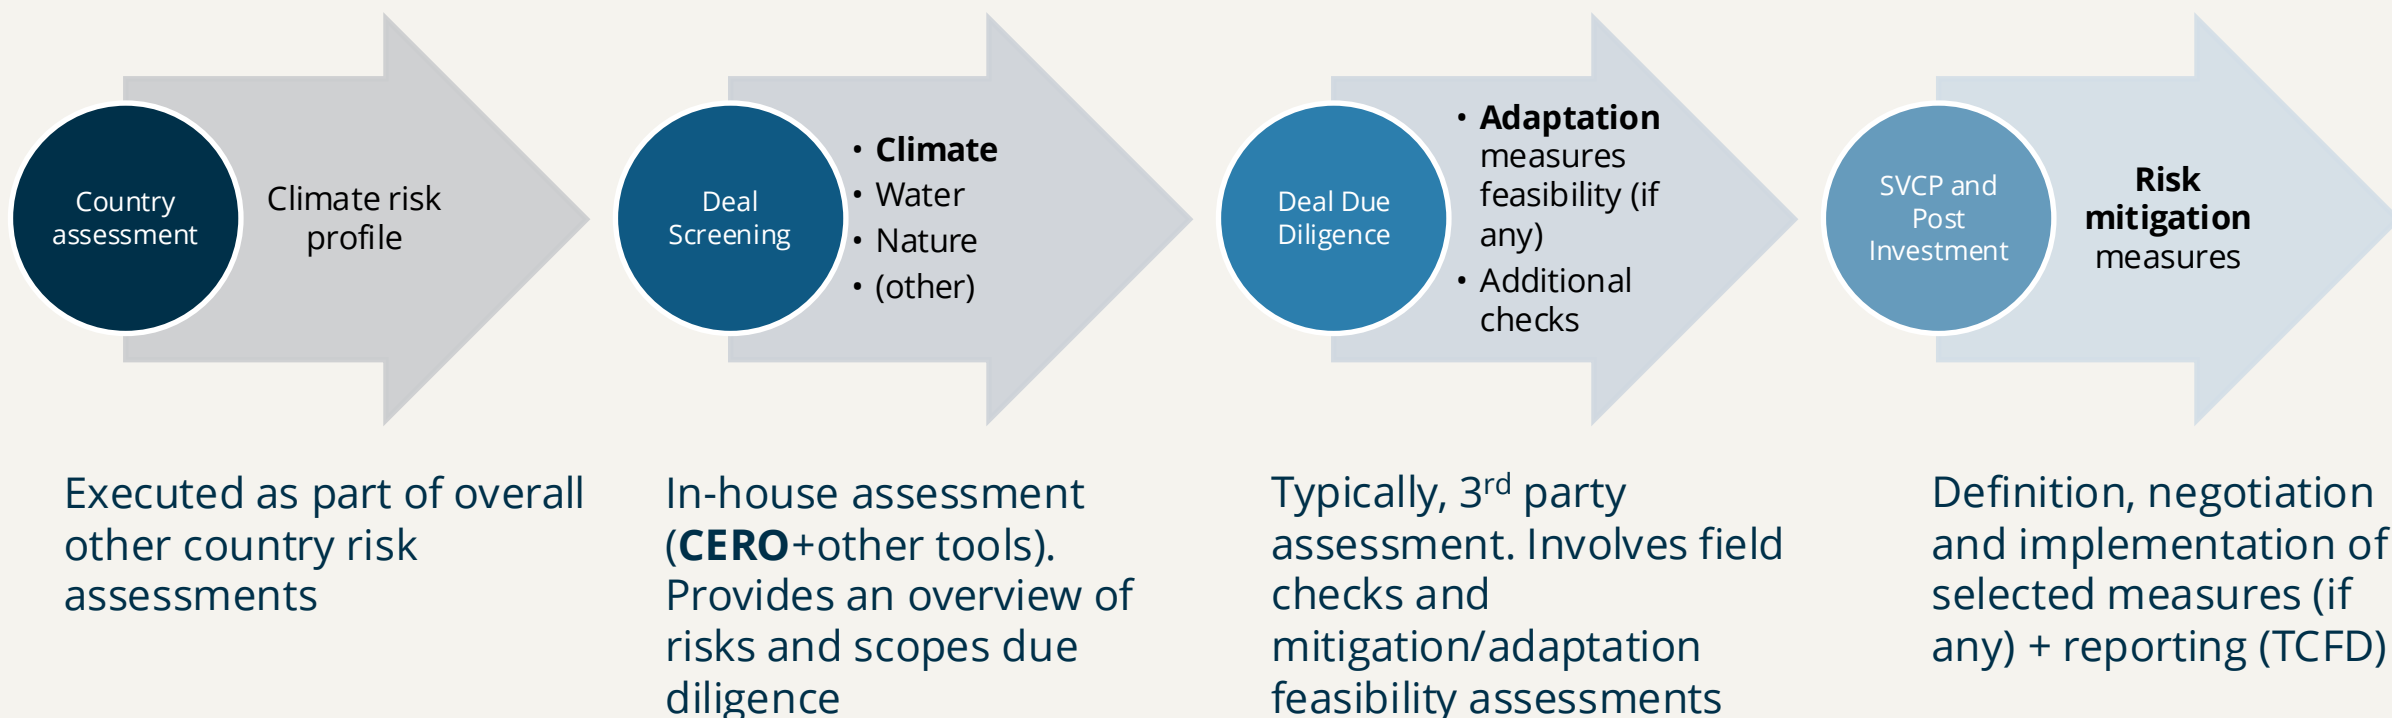 Country
assessment
Climate risk
profile
Deal
Screening
• Climate
• Water
• Nature
• (other)
Deal Due
Diligence
• Adaptation
measures
feasibility (if
any)
• Additional
checks
SVCP and
Post
Investment
Risk
mitigation
measures
Executed as part of overall
other country risk
assessments
In-house assessment
(CERO+other tools).
Provides an overview of
risks and scopes due
diligence
Typically, 3rd party
assessment. Involves field
checks and
mitigation/adaptation
feasibility assessments
Definition, negotiation
and implementation of
selected measures (if
any) + reporting (TCFD)